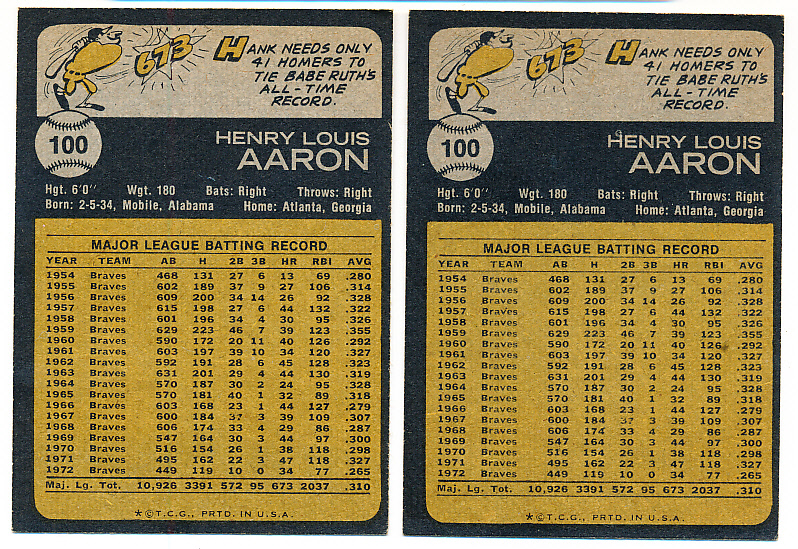 673
HANK NEEDS ONLY
41 HOMERS TO
TIE BABE RUTH'S
ALL-TIME
RECORD.
100
HENRY LOUIS
AARON
Hgt. 6'0" Wgt. 180 Bats: Right Throws: Right
Born: 2-5-34, Mobile, Alabama Home: Atlanta, Georgia
MAJOR LEAGUE BATTING RECORD
YEAR TEAM AB H 2B 3B HR RBI AVG
1954 Braves 468 131 27 6 13 69 .280
1955 Braves 602 189 37 9 27 106 .314
1956 Braves 609 200 34 14 26 92 .328
1957 Braves 615 198 27 6 44 132 .322
1958 Braves 601 196 34 4 30 95 .326
1959 Braves 629 223 46 7 39 123 .355
1960 Braves 590 172 20 11 40 126 .292
1961 Braves 603 197 39 10 34 120 .327
1962 Braves 592 191 28 6 45 128 .323
1963 Braves 631 201 29 4 44 130 .319
1964 Braves 570 187 30 2 24 95 .328
1965 Braves 570 181 40 1 32 89 .318
1966 Braves 603 168 23 1 44 127 .279
1967 Braves 600 184 37 3 39 109 .307
1968 Braves 606 174 33 4 29 86 .287
1969 Braves 547 164 30 3 44 97 .300
1970 Braves 516 154 26 1 38 118 .298
1971 Braves 495 162 22 3 47 118 .327
1972 Braves 449 119 10 0 34 77 .265
Maj. Lg. Tot. 10,926 3391 572 95 673 2037 .310
*©T.C.G., PRTD. IN U.S.A.
673
HANK NEEDS ONLY
41 HOMERS TO
TIE BABE RUTH'S
ALL-TIME
RECORD.
100
HENRY LOUIS
AARON
Hgt. 6'0" Wgt. 180 Bats: Right Throws: Right
Born: 2-5-34, Mobile, Alabama Home: Atlanta, Georgia
MAJOR LEAGUE BATTING RECORD
YEAR TEAM AB H 2B 3B HR RBI AVG
1954 Braves 468 131 27 6 13 69 .280
1955 Braves 602 189 37 9 27 106 .314
1956 Braves 609 200 34 14 26 92 .328
1957 Braves 615 198 27 6 44 132 .322
1958 Braves 601 196 34 4 30 95 .326
1959 Braves 629 223 46 7 39 123 .355
1960 Braves 590 172 20 11 40 126 .292
1961 Braves 603 197 39 10 34 120 .327
1962 Braves 592 191 28 6 45 128 .323
1963 Braves 631 201 29 4 44 130 .319
1964 Braves 570 187 30 2 24 95 .328
1965 Braves 570 181 40 1 32 89 .318
1966 Braves 603 168 23 1 44 127 .279
1967 Braves 600 184 37 3 39 109 .307
1968 Braves 606 174 33 4 29 86 .287
1969 Braves 547 164 30 3 44 97 .300
1970 Braves 516 154 26 1 38 118 .298
1971 Braves 495 162 22 3 47 118 .327
1972 Braves 449 119 10 0 34 77 .265
Maj. Lg. Tot. 10,926 3391 572 95 673 2037 .310
*©T.C.G., PRTD. IN U.S.A.